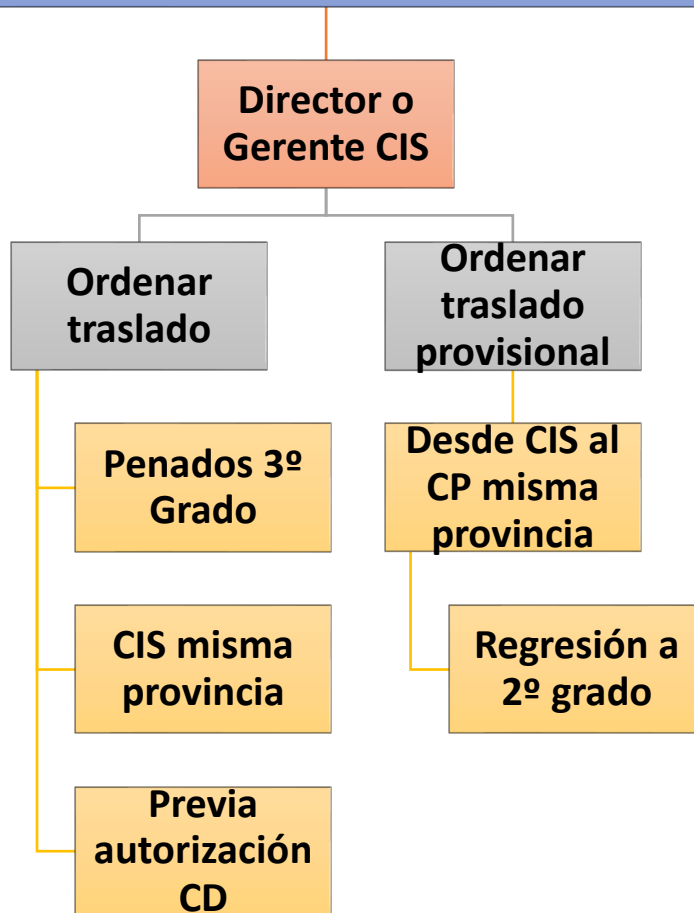 Director o
Gerente CIS
Ordenar
traslado
Penados 3º
Grado
CIS misma
provincia
Previa
autorización
CD
Ordenar
traslado
provisional
Desde CIS al
CP misma
provincia
Regresión a
2º grado